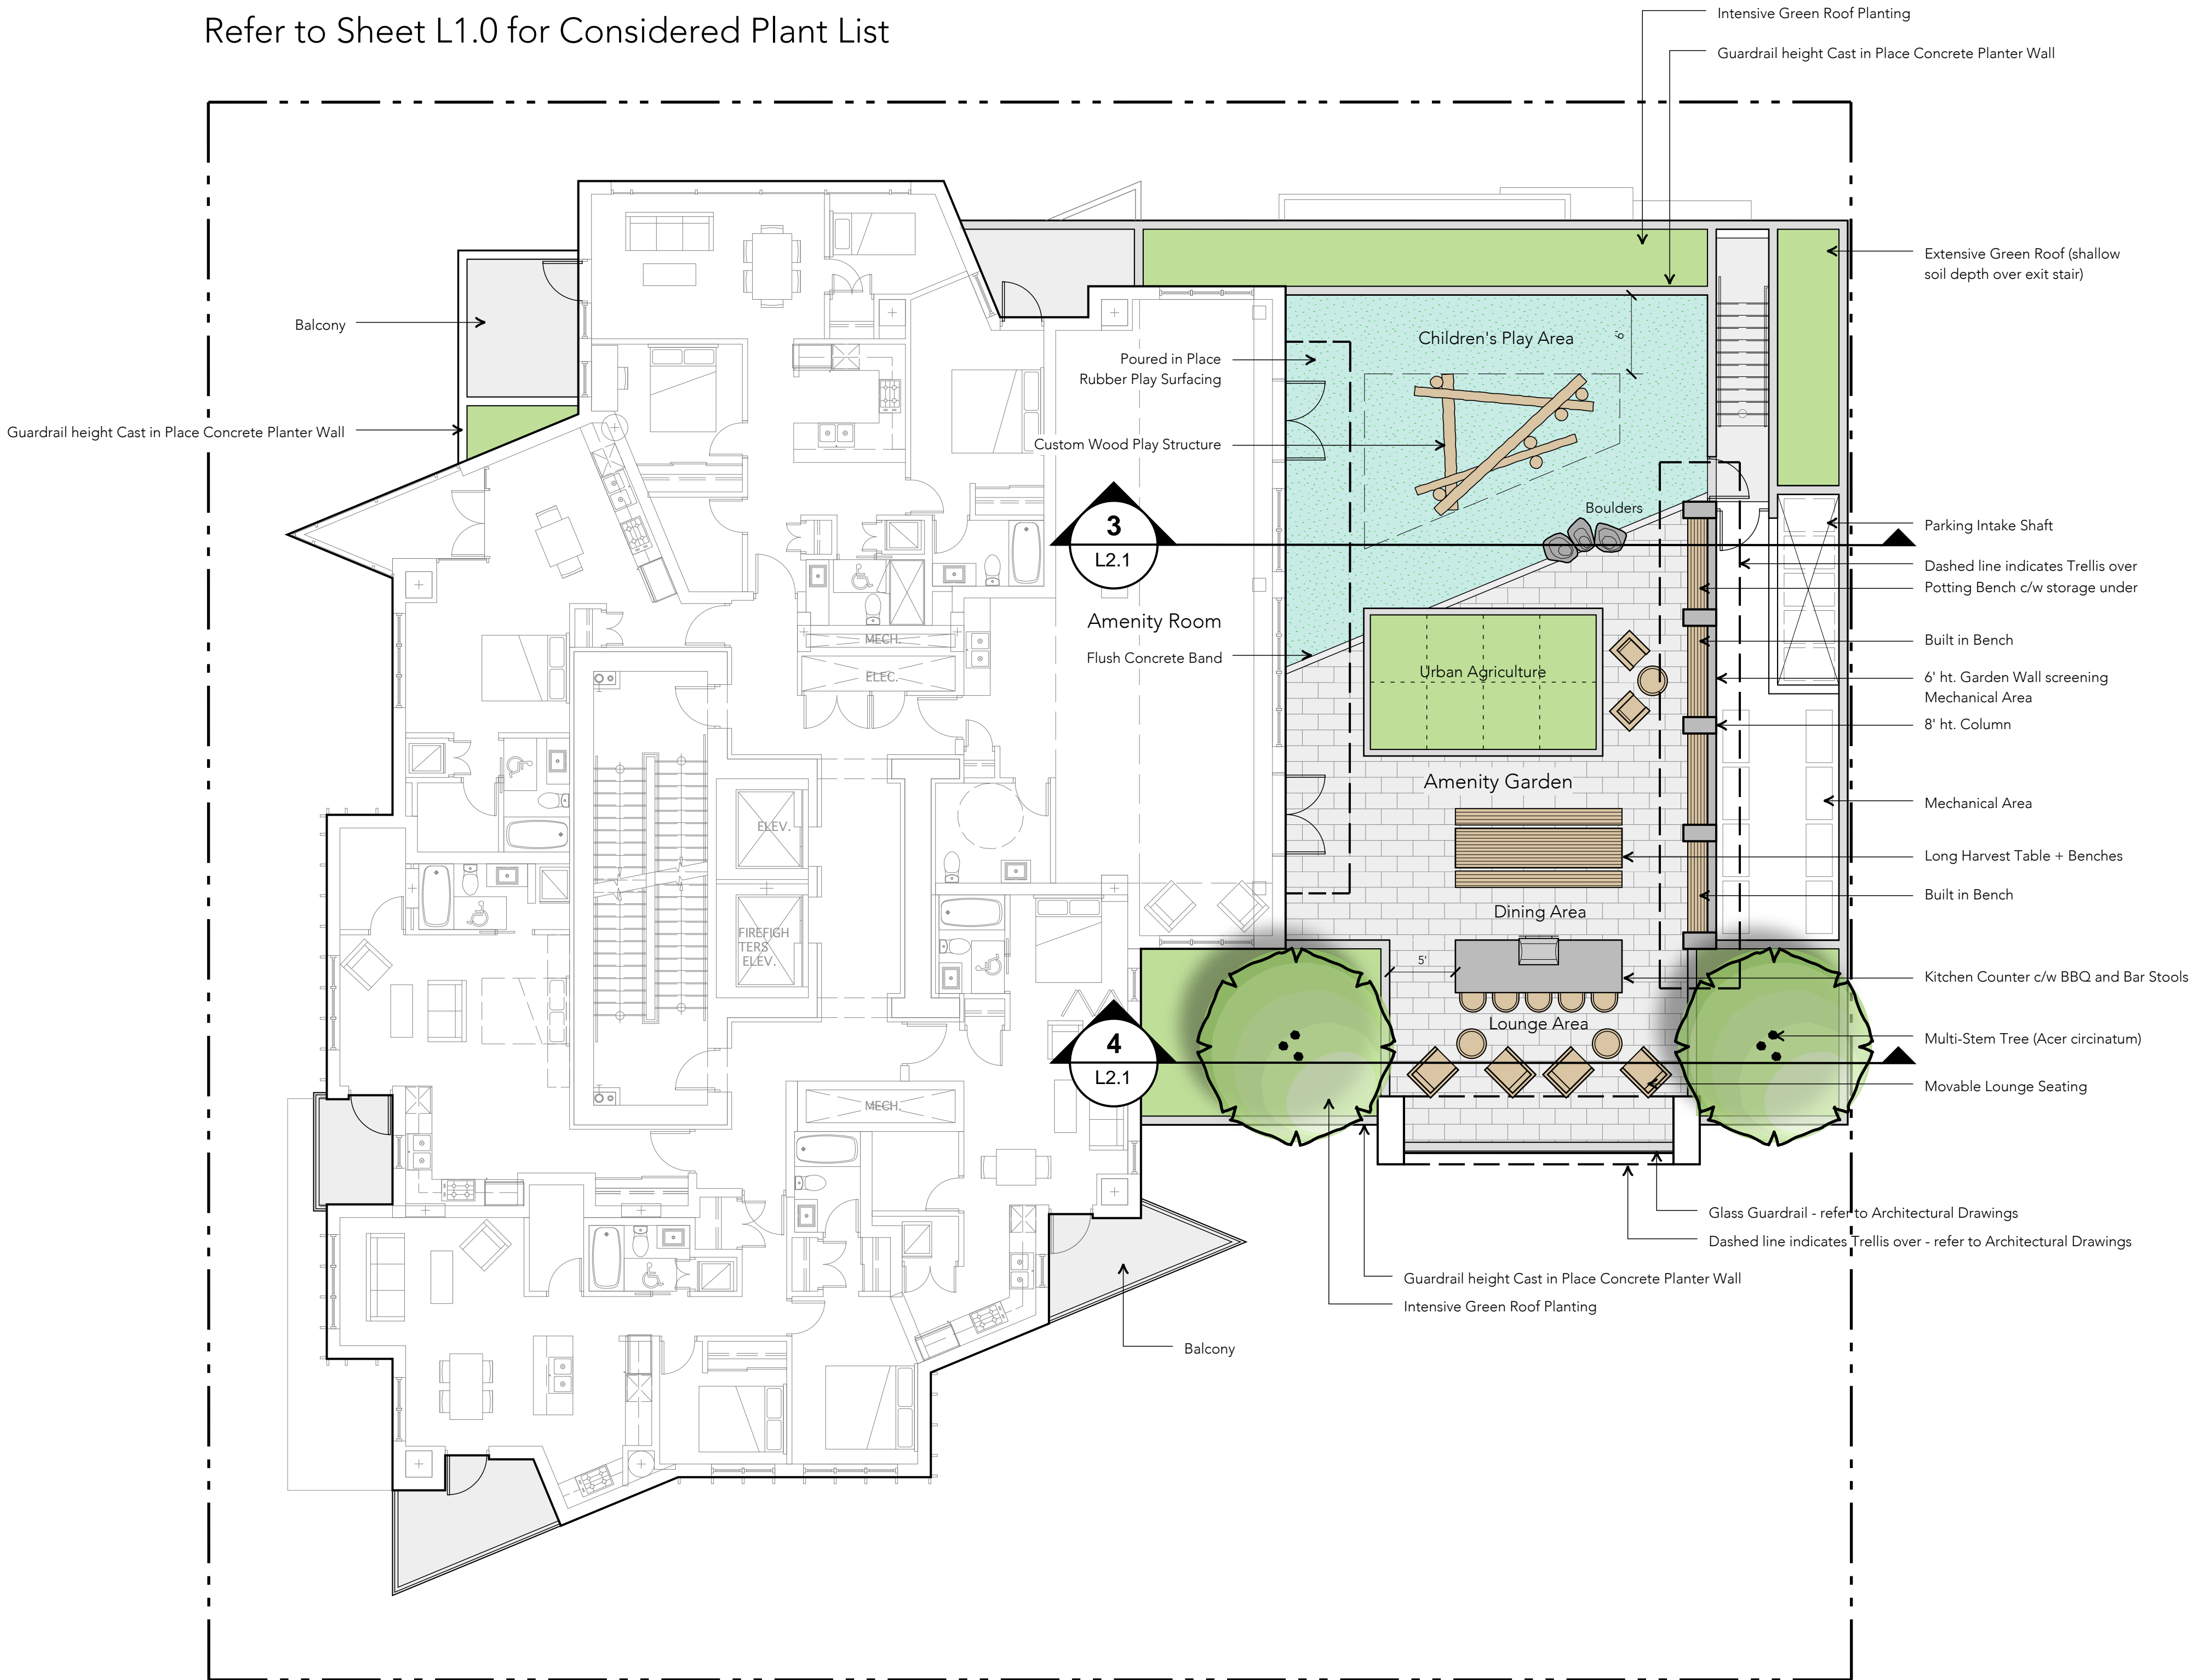 Refer to Sheet L1.0 for Considered Plant List
Intensive Green Roof Planting
Guardrail height Cast in Place Concrete Planter Wall
Extensive Green Roof (shallow
soil depth over exit stair)
Balcony
Guardrail height Cast in Place Concrete Planter Wall
Children's Play Area
6'
Poured in Place
Rubber Play Surfacing
Custom Wood Play Structure
Boulders
3
L2.1
Parking Intake Shaft
Dashed line indicates Trellis over
Potting Bench c/w storage under
Amenity Room
Flush Concrete Band
Urban Agriculture
Built in Bench
6' ht. Garden Wall screening
Mechanical Area
8' ht. Column
MECH.
ELEC.
Amenity Garden
Mechanical Area
ELEV.
Long Harvest Table + Benches
Built in Bench
Dining Area
FIREFIGH
TERS
ELEV.
5'
Kitchen Counter c/w BBQ and Bar Stools
Lounge Area
4
L2.1
Multi-Stem Tree (Acer circinatum)
Movable Lounge Seating
MECH.
Glass Guardrail - refer to Architectural Drawings
Dashed line indicates Trellis over - refer to Architectural Drawings
Guardrail height Cast in Place Concrete Planter Wall
Intensive Green Roof Planting
Balcony